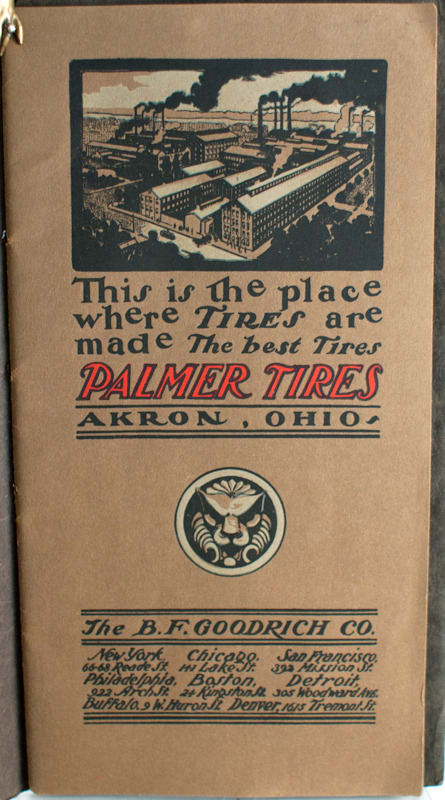 This is the place
where TIRES are
made The best Tires
PALMER TIRES
AKRON, OHIO
The B.F. GOODRICH CO.
New York. Chicago. San Francisco.
66-68 Reade St. 141 Lake St. 392 Mission St.
Philadelphia. Boston, Detroit.
922 Arch St. 24 Kingston St. 305 Woodward Ave.
Buffalo. 9 W. Huron St. Denver, 1615 Tremont St.